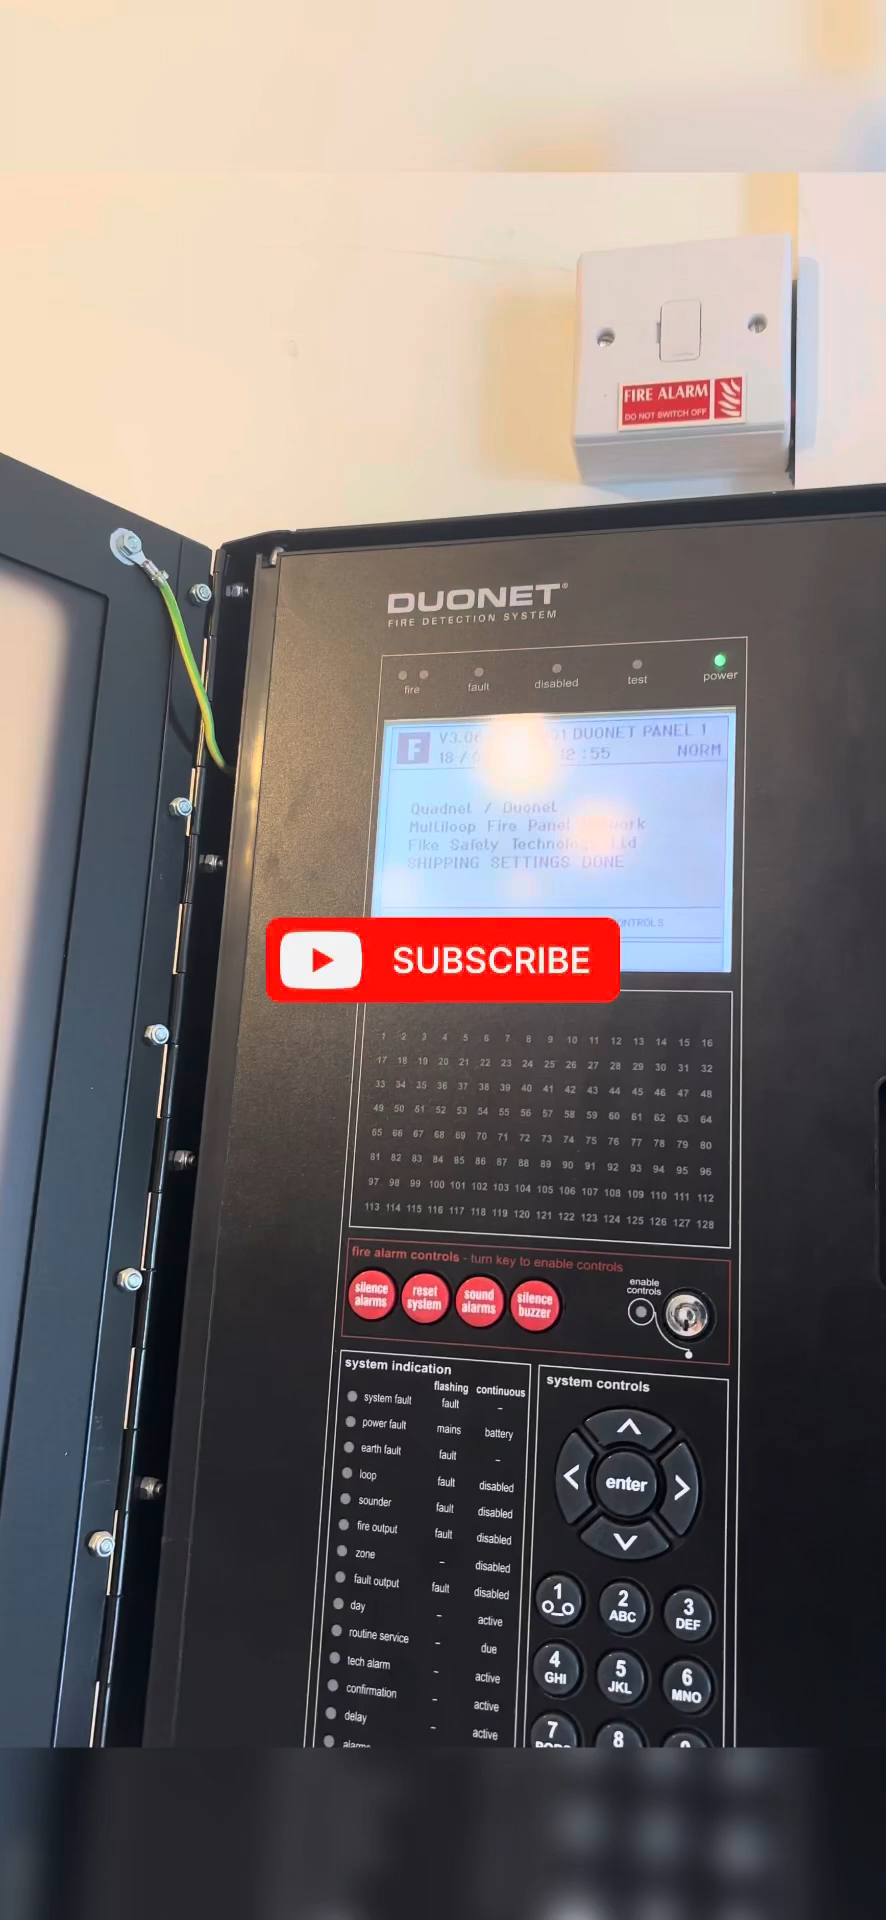 FIRE ALARM
DO NOT SWITCH OFF
DUONET®
FIRE DETECTION SYSTEM
fire
fault
disabled
test
power
F
DUONET PANEL 1
12:55
NORM
Quadnet / Duonet
Multiloop Fire Panel
Fike Safety Technology Ltd
SHIPPING SETTINGS DONE
SUBSCRIBE
1 2 3 4 5 6 7 8 9 10 11 12 13 14 15 16
17 18 19 20 21 22 23 24 25 26 27 28 29 30 31 32
33 34 35 36 37 38 39 40 41 42 43 44 45 46 47 48
49 50 51 52 53 54 55 56 57 58 59 60 61 62 63 64
65 66 67 68 69 70 71 72 73 74 75 76 77 78 79 80
81 82 83 84 85 86 87 88 89 90 91 92 93 94 95 96
97 98 99 100 101 102 103 104 105 106 107 108 109 110 111 112
113 114 115 116 117 118 119 120 121 122 123 124 125 126 127 128
fire alarm controls - turn key to enable controls
silence alarms
reset system
sound alarms
silence buzzer
enable controls
system indication
flashing continuous
system fault fault -
power fault mains battery
earth fault fault -
loop fault disabled
sounder fault disabled
fire output fault disabled
zone - disabled
fault output fault disabled
day - active
routine service - due
tech alarm - active
confirmation - active
delay - active
system controls
enter
1
2 ABC
3 DEF
4 GHI
5 JKL
6 MNO
7
8